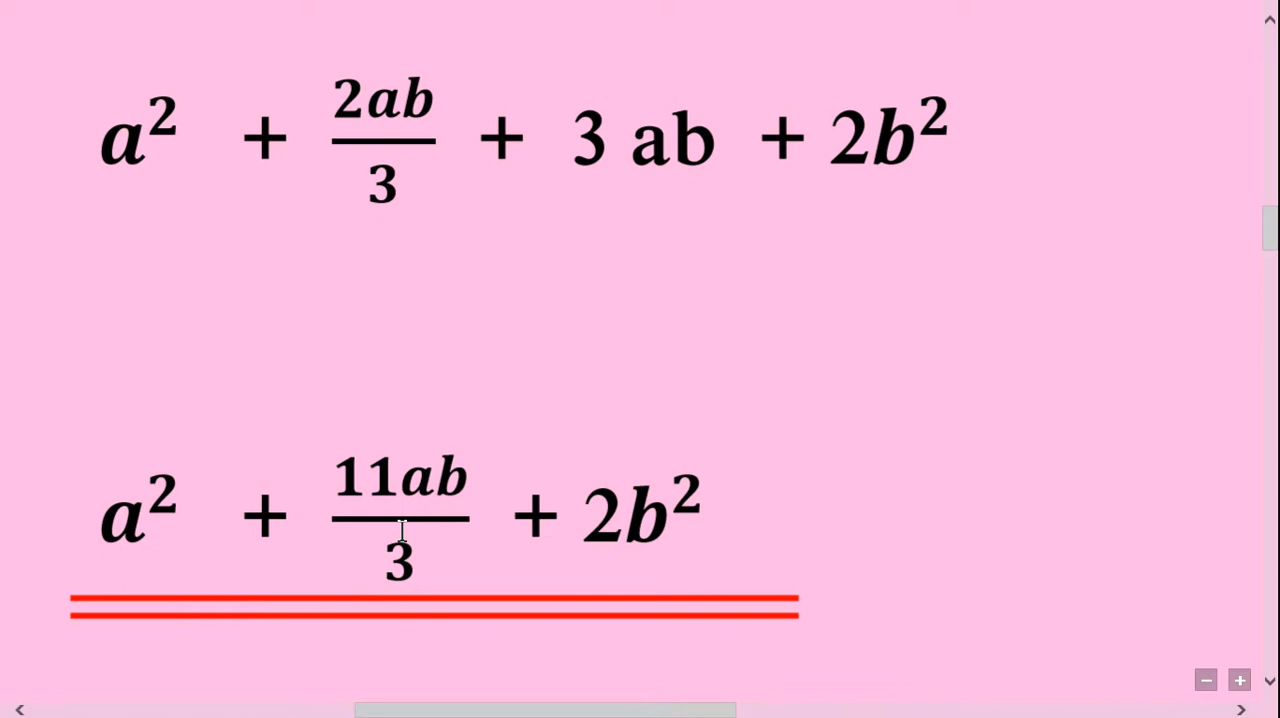 a² + 2ab/3 + 3 ab + 2b²
a² + 11ab/3 + 2b²